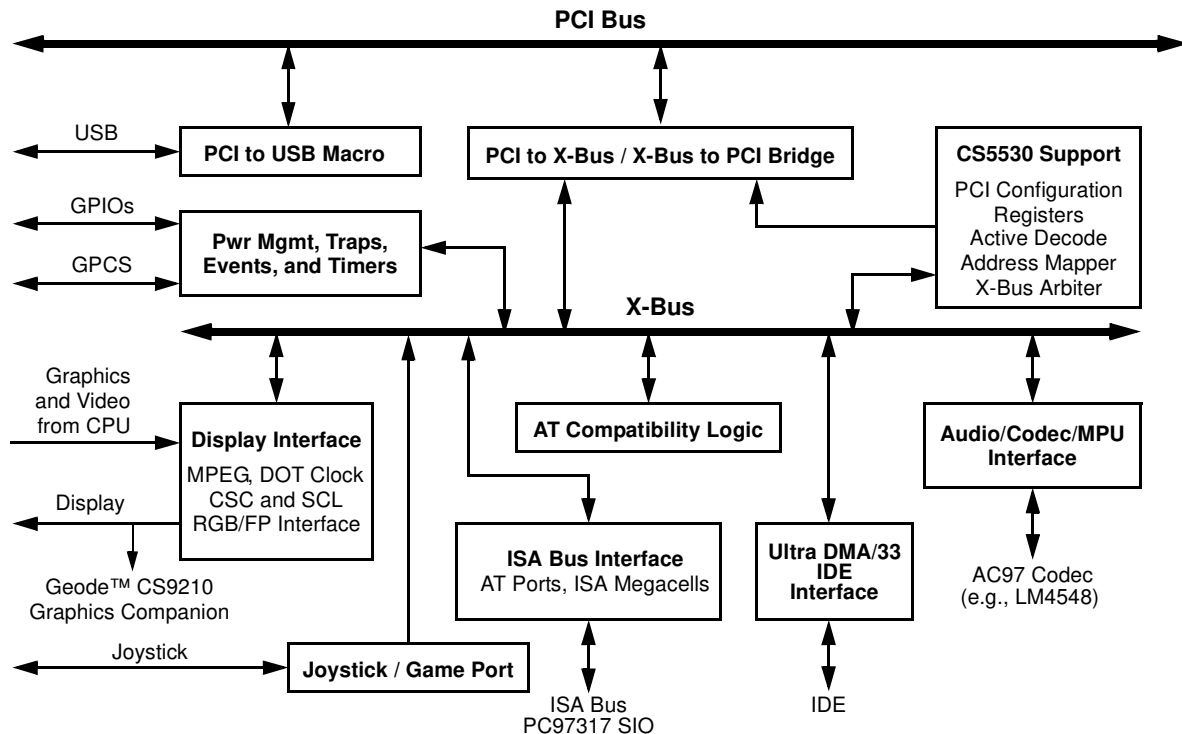 PCI Bus
USB
PCI to USB Macro
PCI to X-Bus / X-Bus to PCI Bridge
CS5530 Support
PCI Configuration
Registers
Active Decode
Address Mapper
X-Bus Arbiter
GPIOs
GPCS
Pwr Mgmt, Traps,
Events, and Timers
X-Bus
Graphics
and Video
from CPU
Display
Display Interface
MPEG, DOT Clock
CSC and SCL
RGB/FP Interface
AT Compatibility Logic
Audio/Codec/MPU
Interface
Geode™ CS9210
Graphics Companion
ISA Bus Interface
AT Ports, ISA Megacells
Ultra DMA/33
IDE
Interface
AC97 Codec
(e.g., LM4548)
Joystick
Joystick / Game Port
ISA Bus
PC97317 SIO
IDE